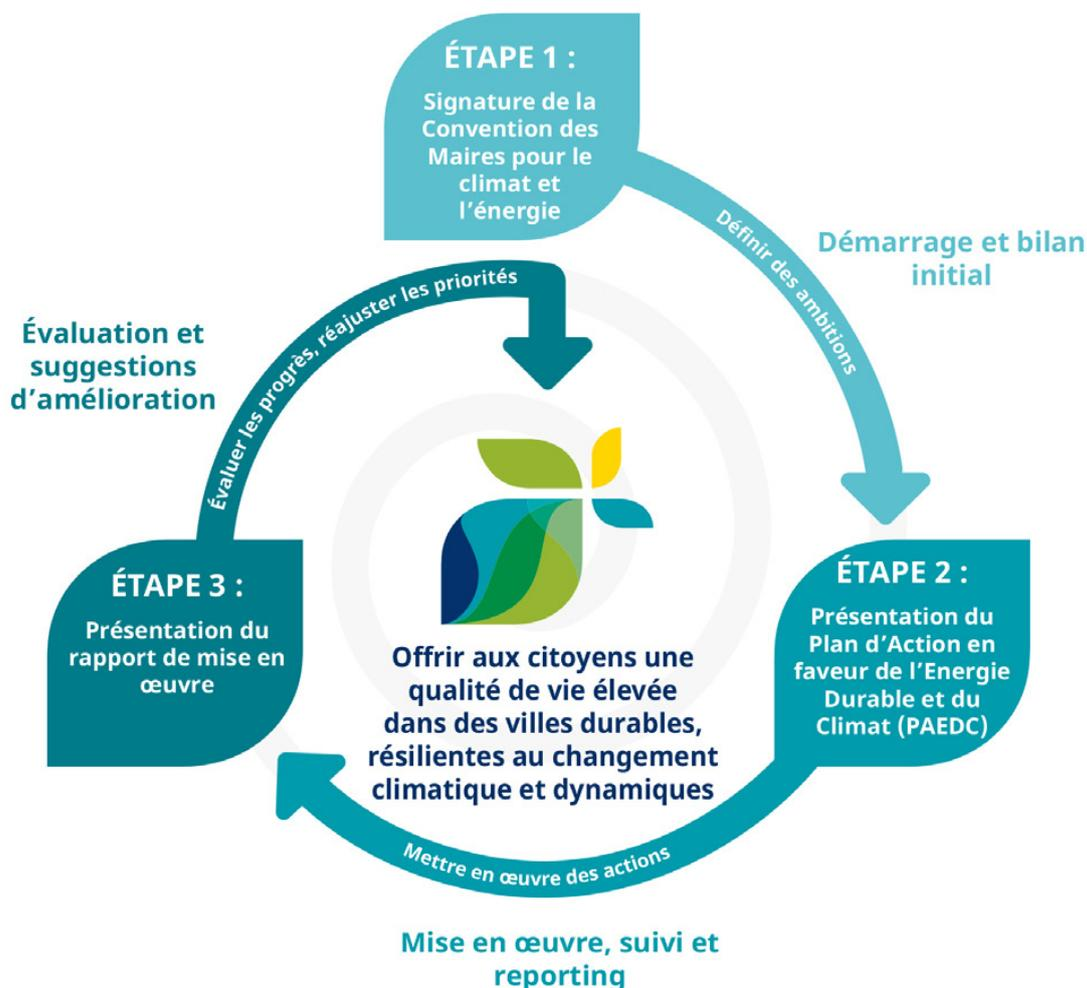 ÉTAPE 1 :
Signature de la
Convention des
Maires pour le
climat et
l’énergie
Définir des ambitions
Démarrage et bilan
initial
ÉTAPE 2 :
Présentation du
Plan d’Action en
faveur de l’Energie
Durable et du
Climat (PAEDC)
Mettre en œuvre des actions
Mise en œuvre, suivi et
reporting
ÉTAPE 3 :
Présentation du
rapport de mise en
œuvre
Évaluer les progrès, réajuster les priorités
Évaluation et
suggestions
d’amélioration
Offrir aux citoyens une
qualité de vie élevée
dans des villes durables,
résilientes au changement
climatique et dynamiques